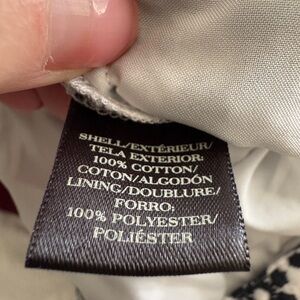 SHELL/EXTÉRIEUR/
TELA EXTERIOR:
100% COTTON/
COTON/ALGODÓN
LINING/DOUBLURE/
FORRO:
100% POLYESTER/
POLIÉSTER